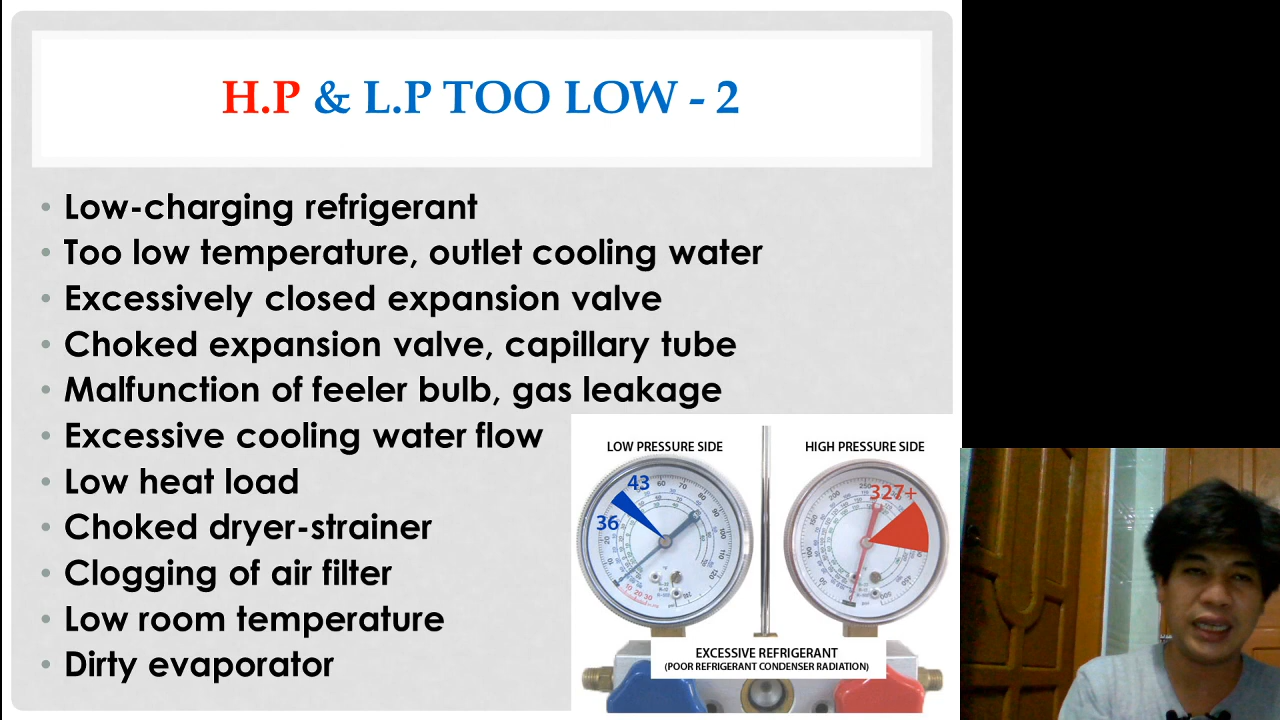 H.P & L.P TOO LOW - 2
• Low-charging refrigerant
• Too low temperature, outlet cooling water
• Excessively closed expansion valve
• Choked expansion valve, capillary tube
• Malfunction of feeler bulb, gas leakage
• Excessive cooling water flow
• Low heat load
• Choked dryer-strainer
• Clogging of air filter
• Low room temperature
• Dirty evaporator
LOW PRESSURE SIDE
HIGH PRESSURE SIDE
43
36
327+
EXCESSIVE REFRIGERANT
(POOR REFRIGERANT CONDENSER RADIATION)